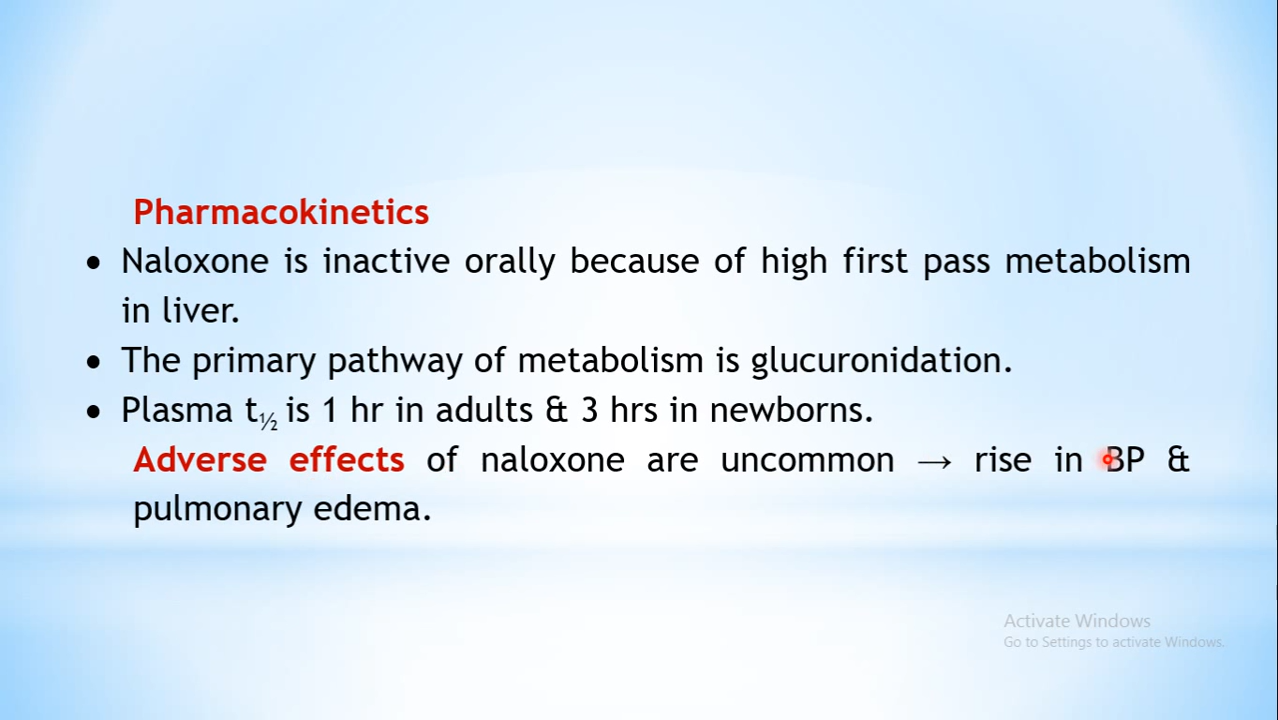 Pharmacokinetics
• Naloxone is inactive orally because of high first pass metabolism
in liver.
• The primary pathway of metabolism is glucuronidation.
• Plasma t½ is 1 hr in adults & 3 hrs in newborns.
Adverse effects of naloxone are uncommon → rise in BP &
pulmonary edema.
Activate Windows
Go to Settings to activate Windows.